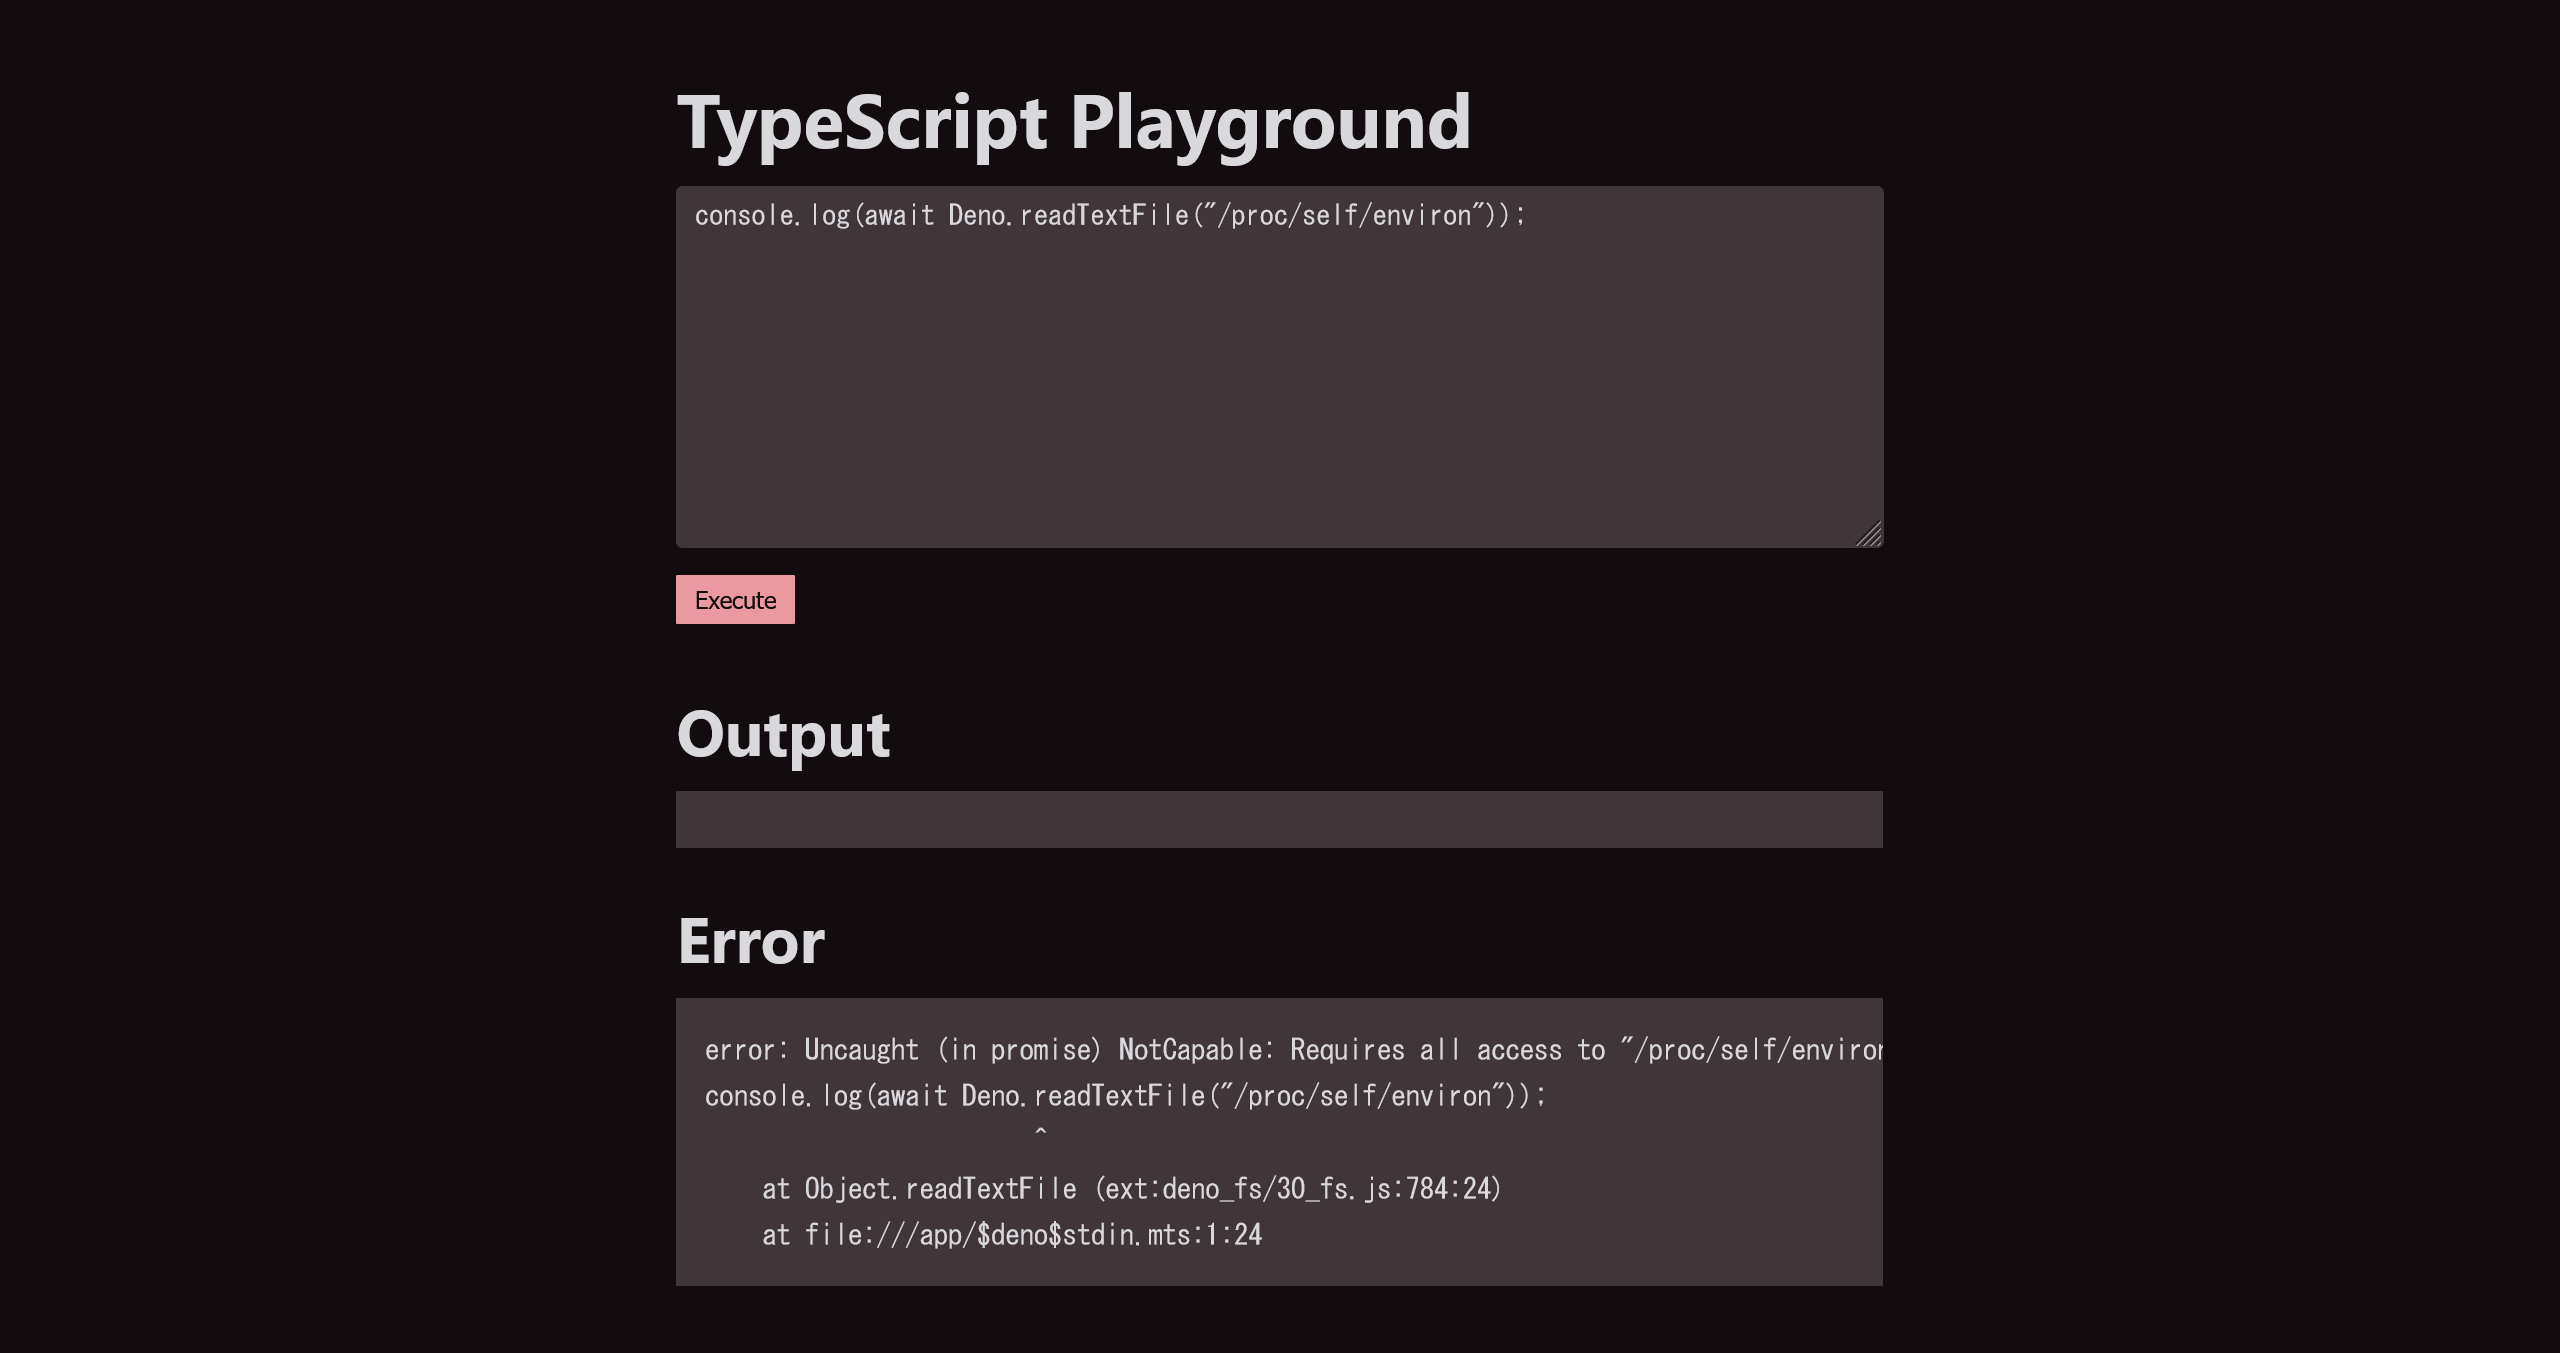 TypeScript Playground
console.log(await Deno.readTextFile("/proc/self/environ"));
Execute
Output
Error
error: Uncaught (in promise) NotCapable: Requires all access to "/proc/self/environ
console.log(await Deno.readTextFile("/proc/self/environ"));
^
at Object.readTextFile (ext:deno_fs/30_fs.js:784:24)
at file:///app/$deno$stdin.mts:1:24